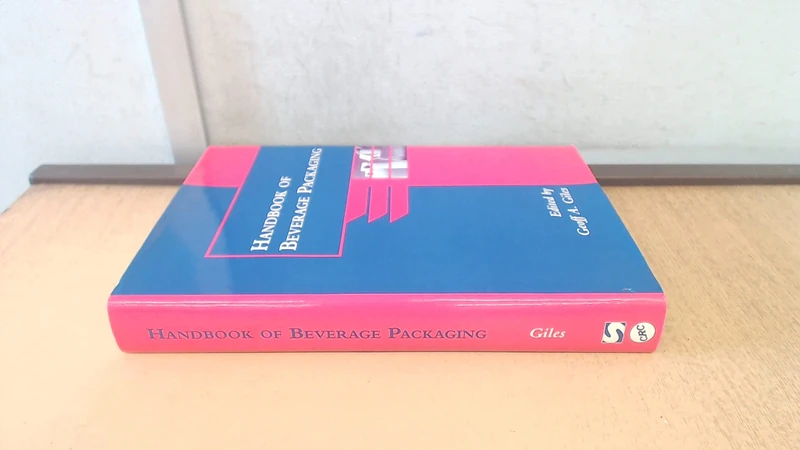 HANDBOOK OF
BEVERAGE PACKAGING
Edited by
Geoff A. Giles
HANDBOOK OF BEVERAGE PACKAGING Giles S CRC